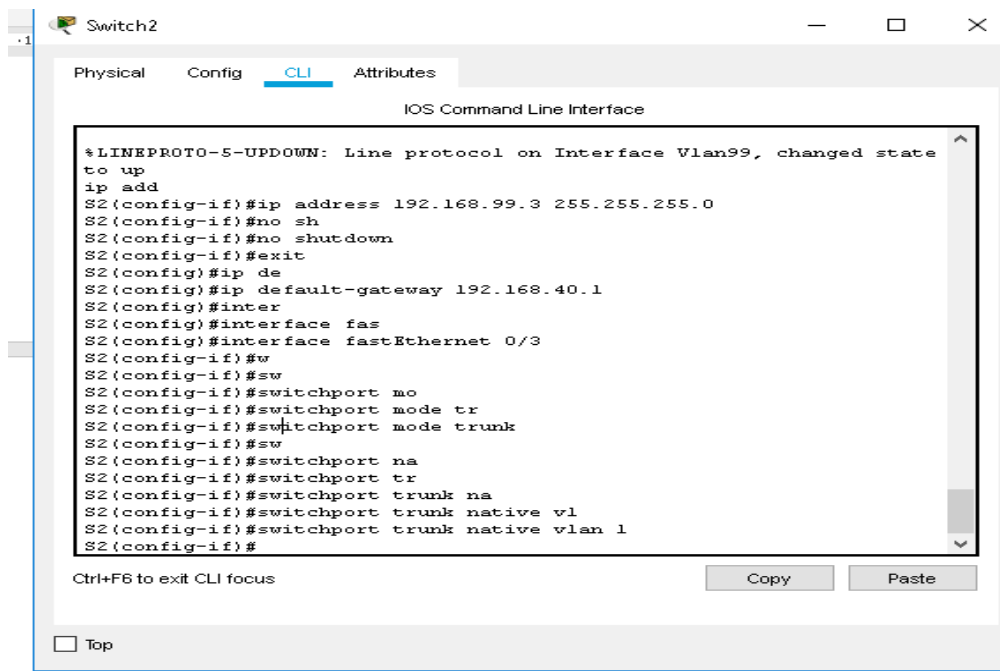 Switch2
·1
Physical Config CLI Attributes
IOS Command Line Interface
%LINEPROTO-5-UPDOWN: Line protocol on Interface Vlan99, changed state
to up
ip add
S2(config-if)#ip address 192.168.99.3 255.255.255.0
S2(config-if)#no sh
S2(config-if)#no shutdown
S2(config-if)#exit
S2(config)#ip de
S2(config)#ip default-gateway 192.168.40.1
S2(config)#inter
S2(config)#interface fas
S2(config)#interface fastEthernet 0/3
S2(config-if)#w
S2(config-if)#sw
S2(config-if)#switchport mo
S2(config-if)#switchport mode tr
S2(config-if)#switchport mode trunk
S2(config-if)#sw
S2(config-if)#switchport na
S2(config-if)#switchport tr
S2(config-if)#switchport trunk na
S2(config-if)#switchport trunk native vl
S2(config-if)#switchport trunk native vlan 1
S2(config-if)#
Ctrl+F6 to exit CLI focus
Copy Paste
Top